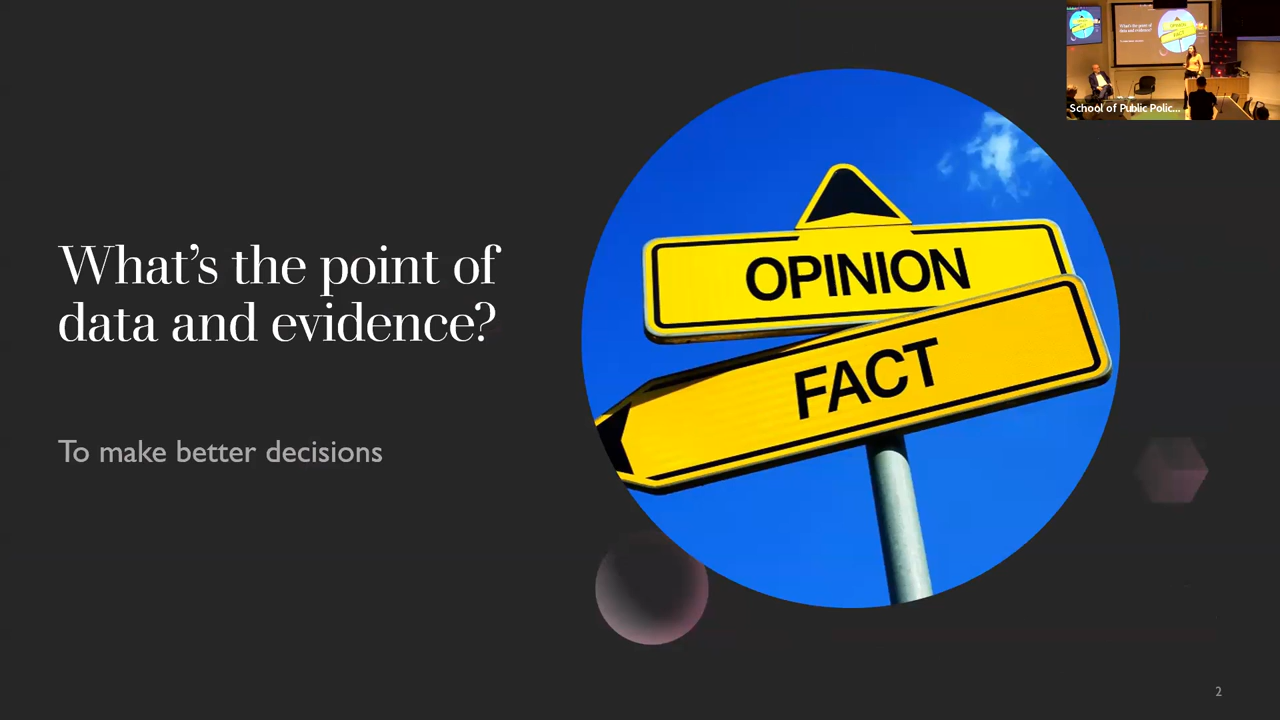 What's the point of
data and evidence?
To make better decisions
OPINION
FACT
School of Public Polic...
2